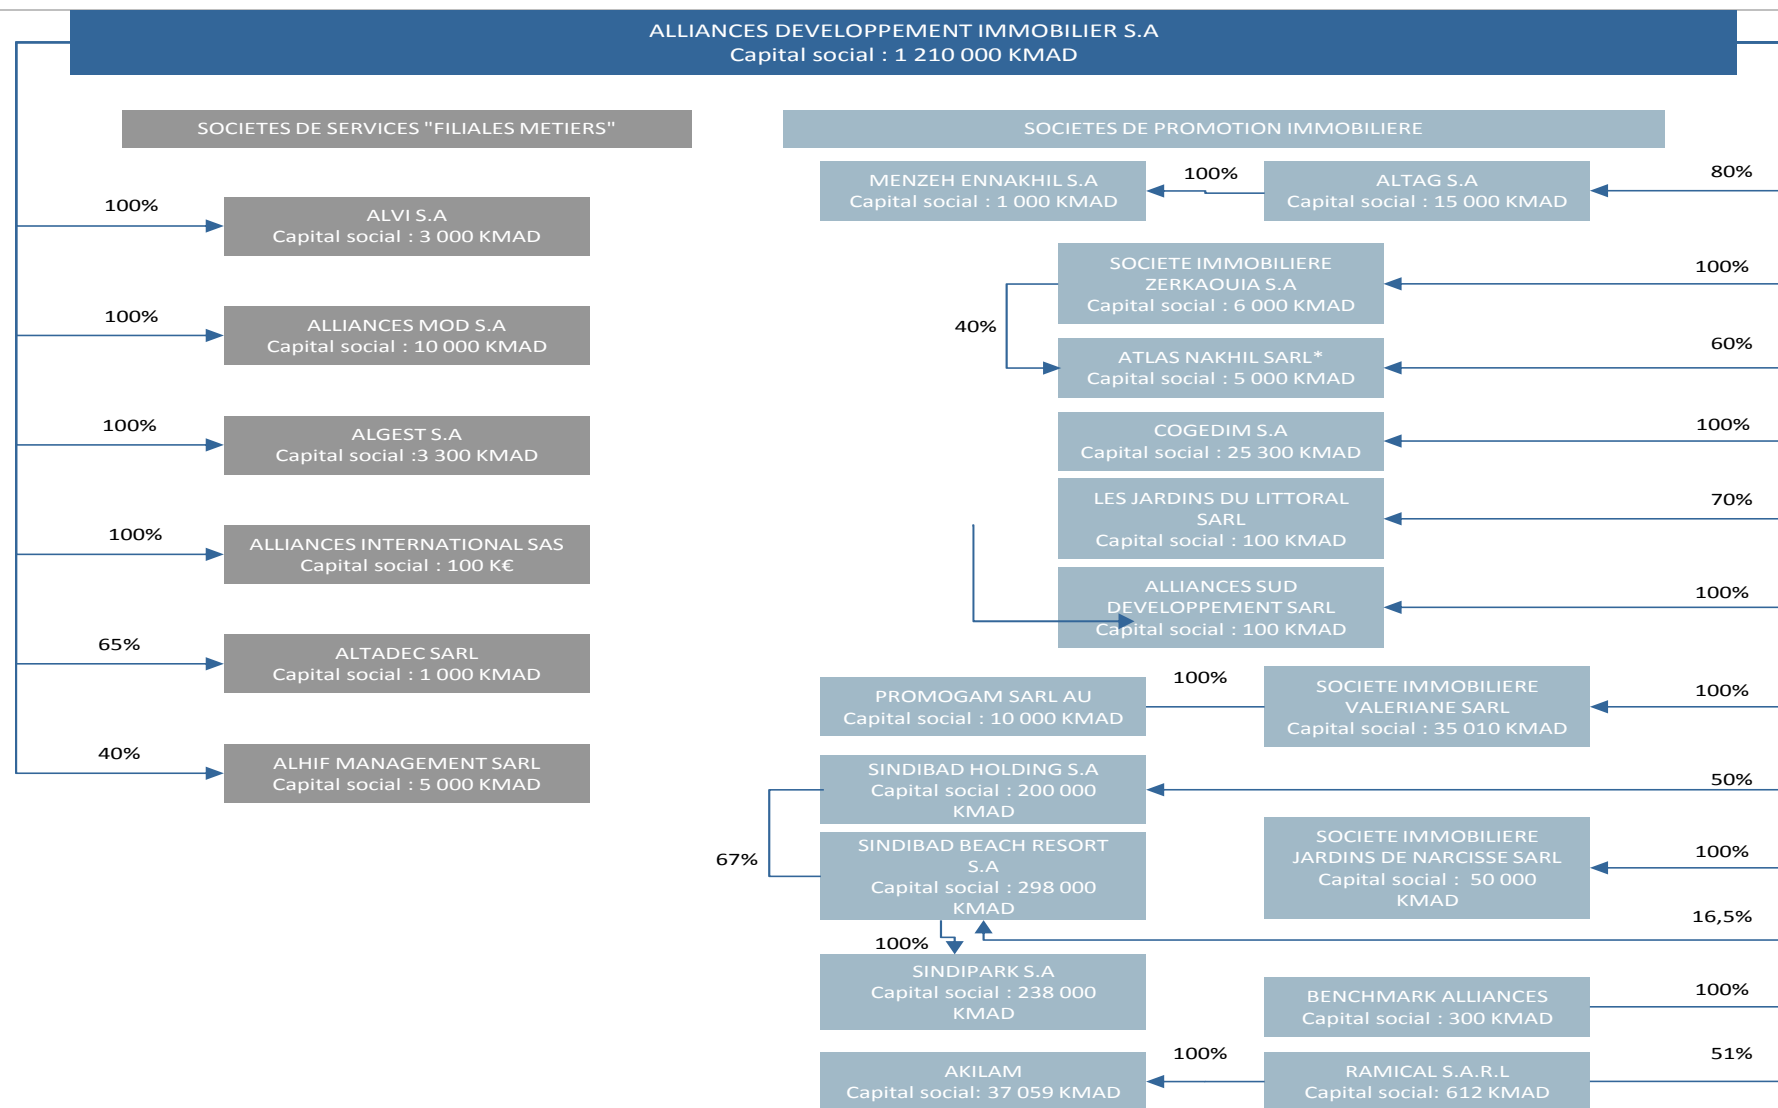 ALLIANCES DEVELOPPEMENT IMMOBILIER S.A
Capital social : 1 210 000 KMAD
SOCIETES DE SERVICES "FILIALES METIERS"
100%
ALVI S.A
Capital social : 3 000 KMAD
100%
ALLIANCES MOD S.A
Capital social : 10 000 KMAD
100%
ALGEST S.A
Capital social :3 300 KMAD
100%
ALLIANCES INTERNATIONAL SAS
Capital social : 100 K€
65%
ALTADEC SARL
Capital social : 1 000 KMAD
40%
ALHIF MANAGEMENT SARL
Capital social : 5 000 KMAD
SOCIETES DE PROMOTION IMMOBILIERE
MENZEH ENNAKHIL S.A
Capital social : 1 000 KMAD
100%
ALTAG S.A
Capital social : 15 000 KMAD
80%
SOCIETE IMMOBILIERE
ZERKAOUIA S.A
Capital social : 6 000 KMAD
100%
40%
ATLAS NAKHIL SARL*
Capital social : 5 000 KMAD
60%
COGEDIM S.A
Capital social : 25 300 KMAD
100%
LES JARDINS DU LITTORAL
SARL
Capital social : 100 KMAD
70%
ALLIANCES SUD
DEVELOPPEMENT SARL
Capital social : 100 KMAD
100%
PROMOGAM SARL AU
Capital social : 10 000 KMAD
100%
SOCIETE IMMOBILIERE
VALERIANE SARL
Capital social : 35 010 KMAD
100%
SINDIBAD HOLDING S.A
Capital social : 200 000
KMAD
50%
67%
SINDIBAD BEACH RESORT
S.A
Capital social : 298 000
KMAD
SOCIETE IMMOBILIERE
JARDINS DE NARCISSE SARL
Capital social : 50 000
KMAD
100%
16,5%
100%
SINDIPARK S.A
Capital social : 238 000
KMAD
BENCHMARK ALLIANCES
Capital social : 300 KMAD
100%
AKILAM
Capital social: 37 059 KMAD
100%
RAMICAL S.A.R.L
Capital social: 612 KMAD
51%